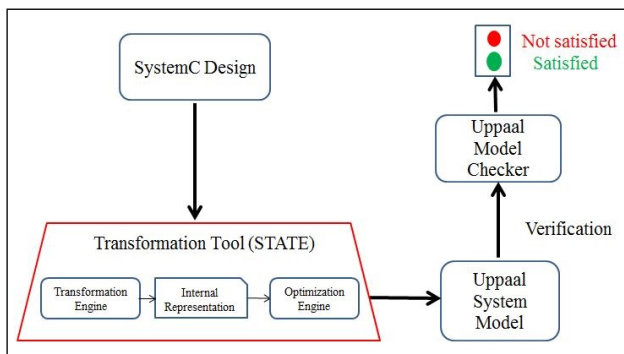 SystemC Design
Not satisfied
Satisfied
Uppaal
Model
Checker
Verification
Transformation Tool (STATE)
Transformation
Engine
Internal
Representation
Optimization
Engine
Uppaal
System
Model